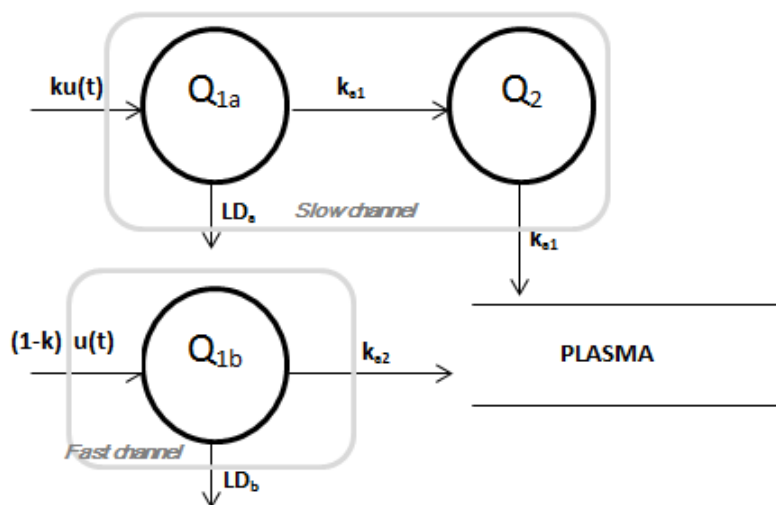 ku(t)
Q1a
ka1
Q2
LDa
Slow channel
ka1
(1-k) u(t)
Q1b
ka2
PLASMA
Fast channel
LDb